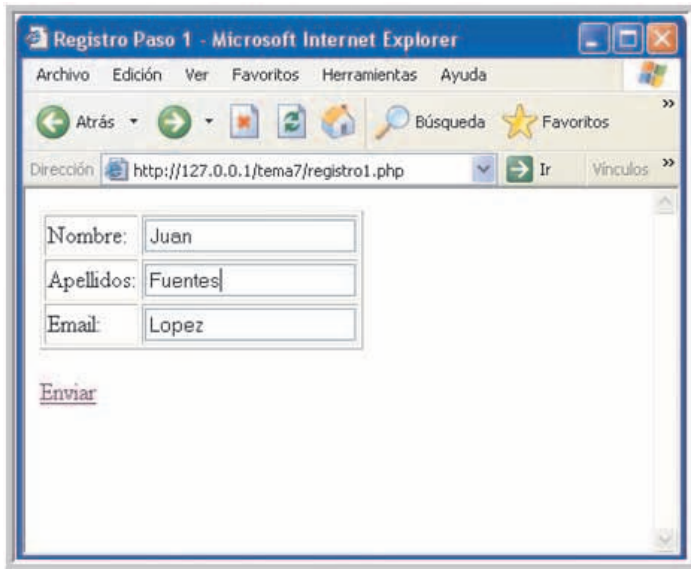 Registro Paso 1 - Microsoft Internet Explorer
Archivo Edición Ver Favoritos Herramientas Ayuda
Atrás Búsqueda Favoritos »
Dirección http://127.0.0.1/tema7/registro1.php Ir Vínculos »
Nombre: Juan
Apellidos: Fuentes
Email: Lopez
Enviar